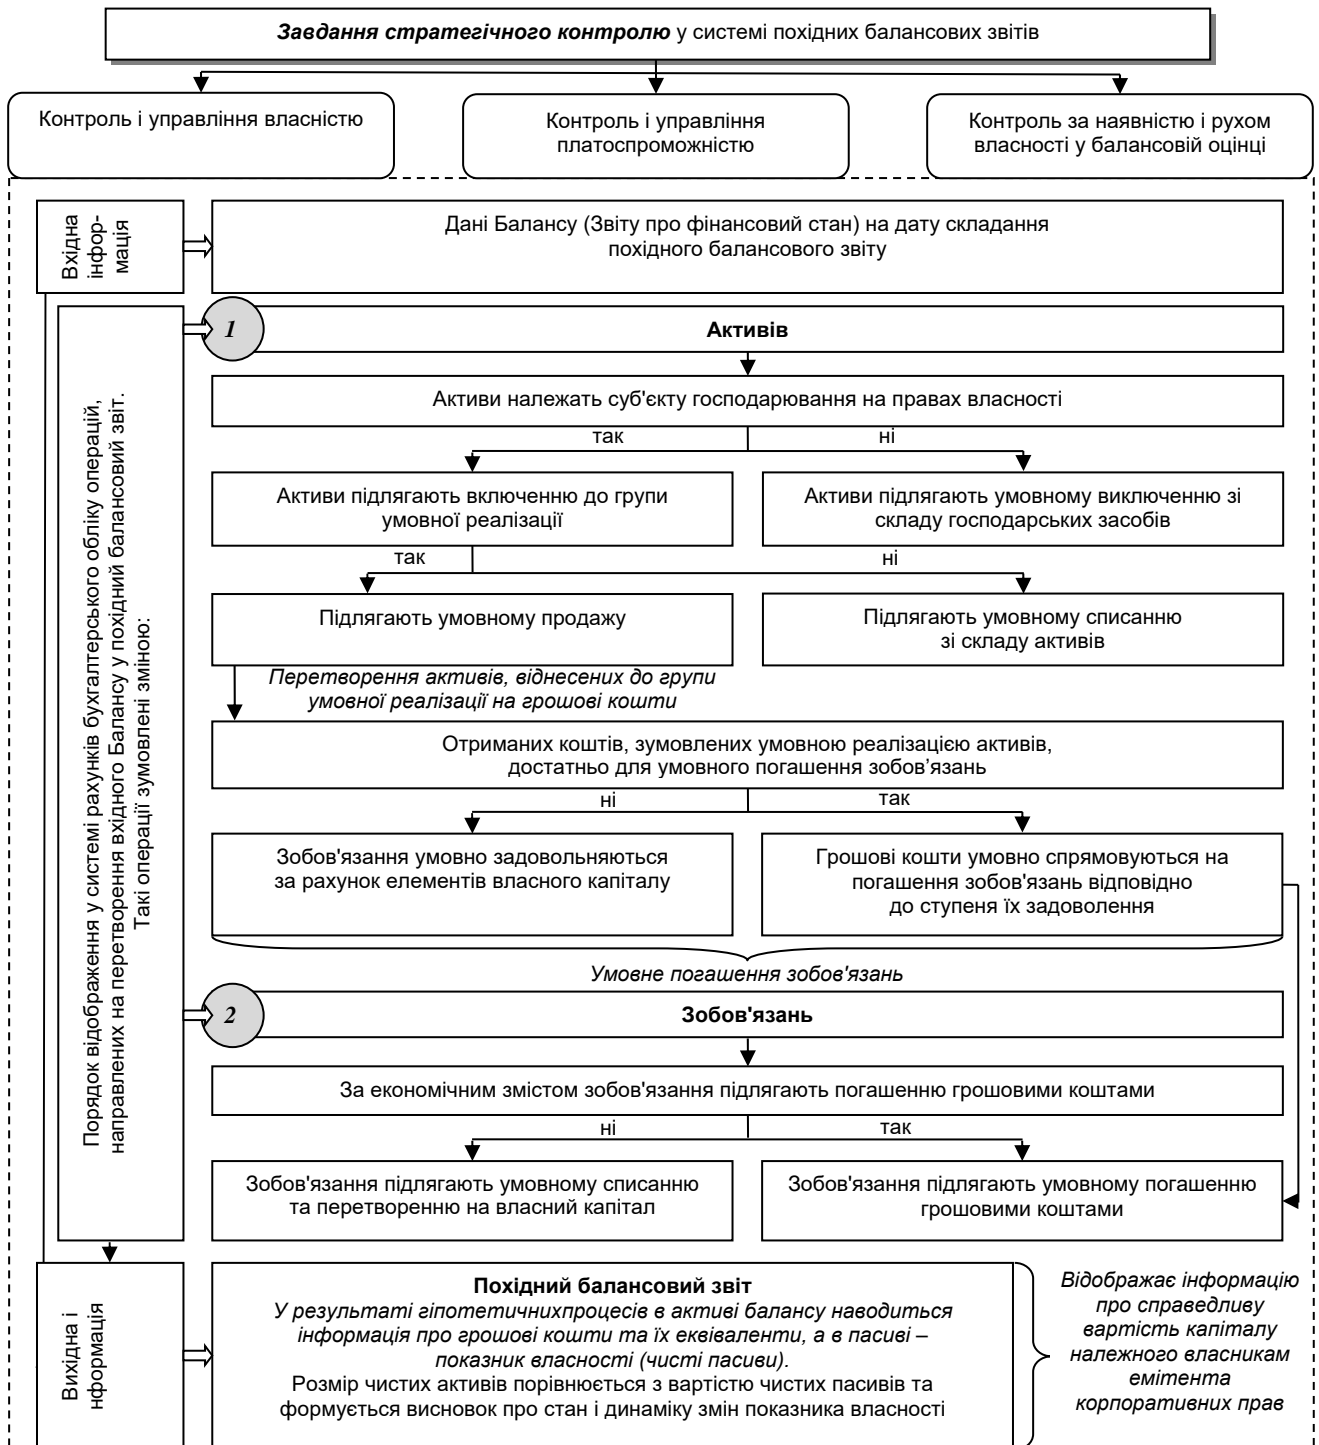 Завдання стратегічного контролю у системі похідних балансових звітів
Контроль і управління власністю
Контроль і управління
платоспроможністю
Контроль за наявністю і рухом
власності у балансовій оцінці
Вхідна
інфор-
мація
Дані Балансу (Звіту про фінансовий стан) на дату складання
похідного балансового звіту
Порядок відображення у системі рахунків бухгалтерського обліку операцій,
направлених на перетворення вхідного Балансу у похідний балансовий звіт.
Такі операції зумовлені зміною:
1
Активів
Активи належать суб'єкту господарювання на правах власності
так
ні
Активи підлягають включенню до групи
умовної реалізації
Активи підлягають умовному виключенню зі
складу господарських засобів
так
ні
Підлягають умовному продажу
Підлягають умовному списанню
зі складу активів
Перетворення активів, віднесених до групи
умовної реалізації на грошові кошти
Отриманих коштів, зумовлених умовною реалізацією активів,
достатньо для умовного погашення зобов’язань
ні
так
Зобов'язання умовно задовольняються
за рахунок елементів власного капіталу
Грошові кошти умовно спрямовуються на
погашення зобов'язань відповідно
до ступеня їх задоволення
Умовне погашення зобов'язань
2
Зобов'язань
За економічним змістом зобов'язання підлягають погашенню грошовими коштами
ні
так
Зобов'язання підлягають умовному списанню
та перетворенню на власний капітал
Зобов'язання підлягають умовному погашенню
грошовими коштами
Вихідна і
нформація
Похідний балансовий звіт
У результаті гіпотетичнихпроцесів в активі балансу наводиться
інформація про грошові кошти та їх еквіваленти, а в пасиві –
показник власності (чисті пасиви).
Розмір чистих активів порівнюється з вартістю чистих пасивів та
формується висновок про стан і динаміку змін показника власності
Відображає інформацію
про справедливу
вартість капіталу
належного власникам
емітента
корпоративних прав